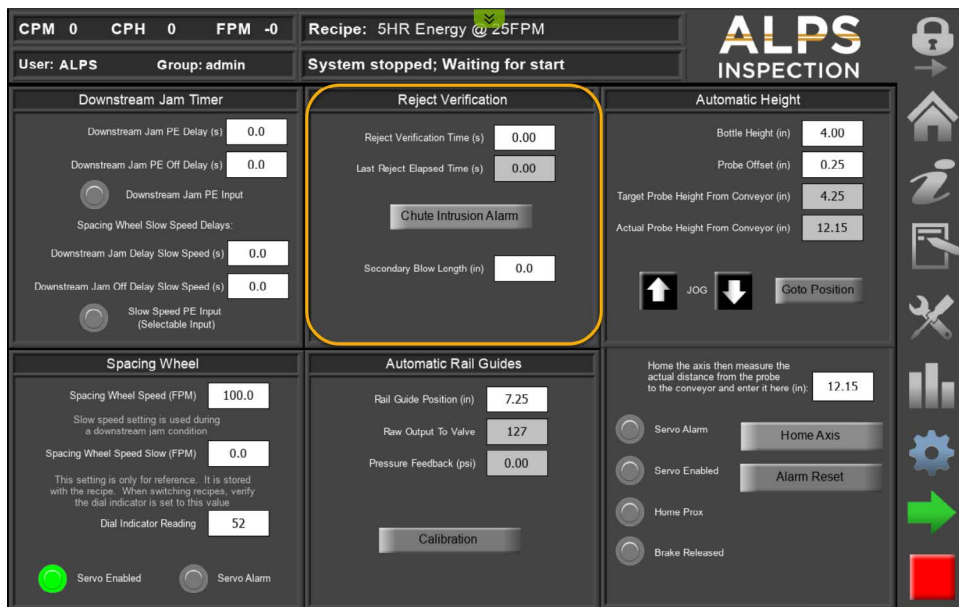 CPM 0 CPH 0 FPM -0
Recipe: 5HR Energy @ 25FPM
ALPS
INSPECTION
User: ALPS Group: admin
System stopped; Waiting for start
Downstream Jam Timer
Downstream Jam PE Delay (s) 0.0
Downstream Jam PE Off Delay (s) 0.0
Downstream Jam PE Input
Spacing Wheel Slow Speed Delays:
Downstream Jam Delay Slow Speed (s) 0.0
Downstream Jam Off Delay Slow Speed (s) 0.0
Slow Speed PE Input
(Selectable Input)
Reject Verification
Reject Verification Time (s) 0.00
Last Reject Elapsed Time (s) 0.00
Chute Intrusion Alarm
Secondary Blow Length (in) 0.0
Automatic Height
Bottle Height (in) 4.00
Probe Offset (in) 0.25
Target Probe Height From Conveyor (in) 4.25
Actual Probe Height From Conveyor (in) 12.15
JOG Goto Position
Spacing Wheel
Spacing Wheel Speed (FPM) 100.0
Slow speed setting is used during
a downstream jam condition
Spacing Wheel Speed Slow (FPM) 0.0
This setting is only for reference. It is stored
with the recipe. When switching recipes, verify
the dial indicator is set to this value
Dial Indicator Reading 52
Servo Enabled Servo Alarm
Automatic Rail Guides
Rail Guide Position (in) 7.25
Raw Output To Valve 127
Pressure Feedback (psi) 0.00
Calibration
Home the axis then measure the
actual distance from the probe
to the conveyor and enter it here (in): 12.15
Servo Alarm Home Axis
Servo Enabled Alarm Reset
Home Prox
Brake Released